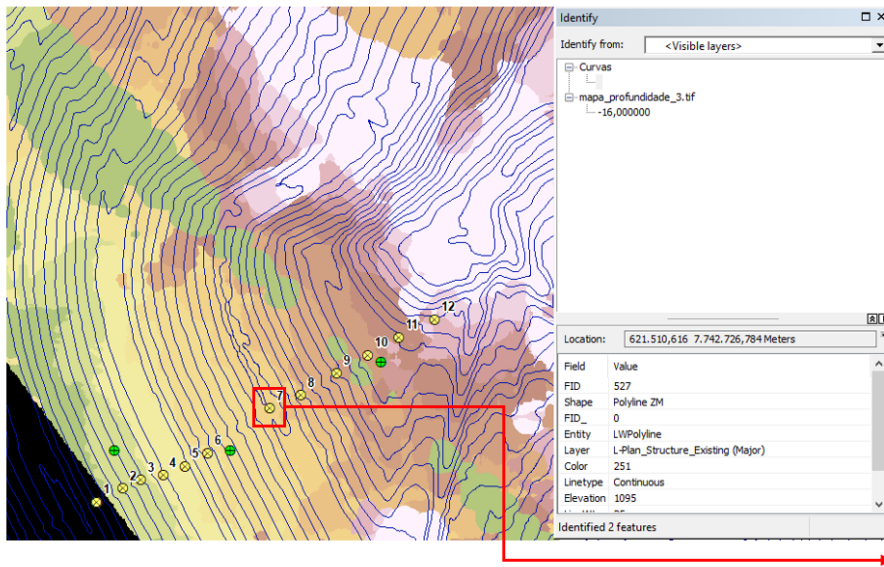 Identify
Identify from: <Visible layers>
Curvas
mapa_profundidade_3.tif
-16,000000
Location: 621.510,616 7.742.726,784 Meters
Field Value
FID 527
Shape Polyline ZM
FID_ 0
Entity LWPolyline
Layer L-Plan_Structure_Existing (Major)
Color 251
Linetype Continuous
Elevation 1095
Identified 2 features
12
11
10
9
8
7
6
5
4
3
2
1